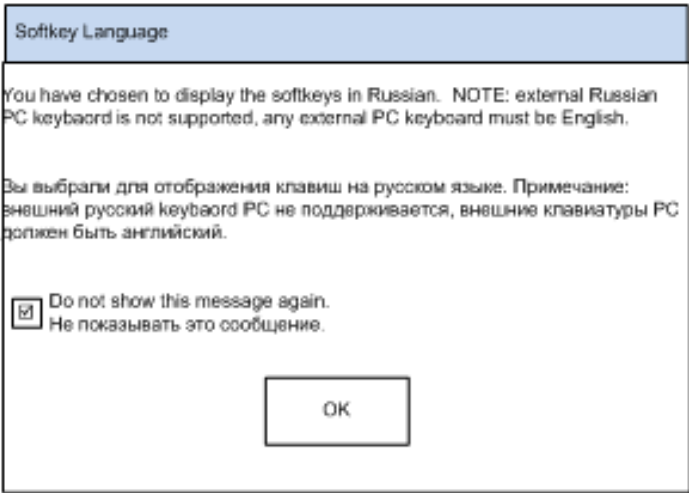 Softkey Language
You have chosen to display the softkeys in Russian. NOTE: external Russian
PC keybaord is not supported, any external PC keyboard must be English.
Вы выбрали для отображения клавиш на русском языке. Примечание:
внешний русский keybaord PC не поддерживается, внешние клавиатуры PC
должен быть английский.
Do not show this message again.
Не показывать это сообщение.
OK